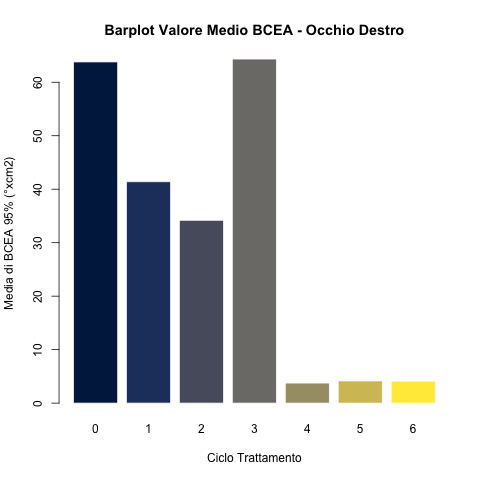 Barplot Valore Medio BCEA - Occhio Destro
Media di BCEA 95% (°xcm2)
60
50
40
30
20
10
0
0 1 2 3 4 5 6
Ciclo Trattamento